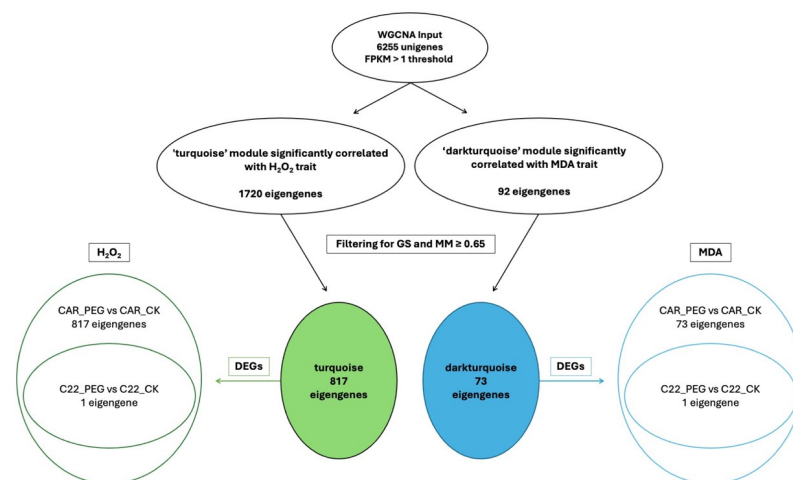 WGCNA Input
6255 unigenes
FPKM > 1 threshold
'turquoise' module significantly correlated
with H₂O₂ trait
1720 eigengenes
'darkturquoise' module significantly
correlated with MDA trait
92 eigengenes
Filtering for GS and MM ≥ 0.65
H₂O₂
CAR_PEG vs CAR_CK
817 eigengenes
C22_PEG vs C22_CK
1 eigengene
DEGs
turquoise
817
eigengenes
darkturquoise
73
eigengenes
DEGs
MDA
CAR_PEG vs CAR_CK
73 eigengenes
C22_PEG vs C22_CK
1 eigengene